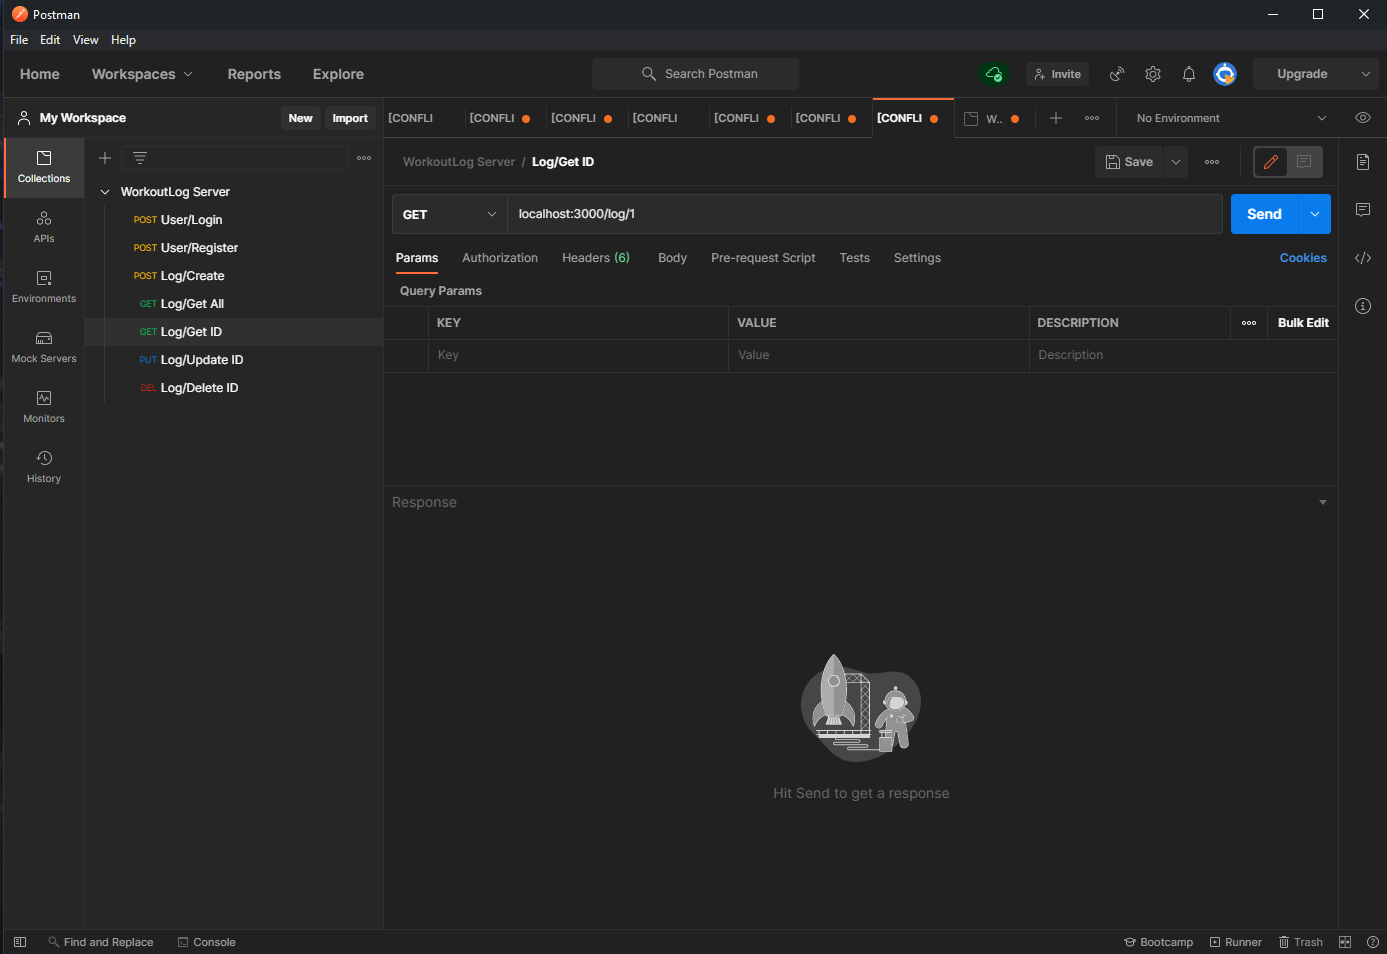 Postman
File Edit View Help
Home Workspaces Reports Explore Search Postman Invite Upgrade
My Workspace New Import
[CONFLI [CONFLI [CONFLI [CONFLI [CONFLI [CONFLI [CONFLI W.. No Environment
Collections
APIs
Environments
Mock Servers
Monitors
History
WorkoutLog Server
POST User/Login
POST User/Register
POST Log/Create
GET Log/Get All
GET Log/Get ID
PUT Log/Update ID
DEL Log/Delete ID
WorkoutLog Server / Log/Get ID Save
GET localhost:3000/log/1 Send
Params Authorization Headers (6) Body Pre-request Script Tests Settings Cookies
Query Params
KEY VALUE DESCRIPTION Bulk Edit
Key Value Description
Response
Hit Send to get a response
Find and Replace Console Bootcamp Runner Trash